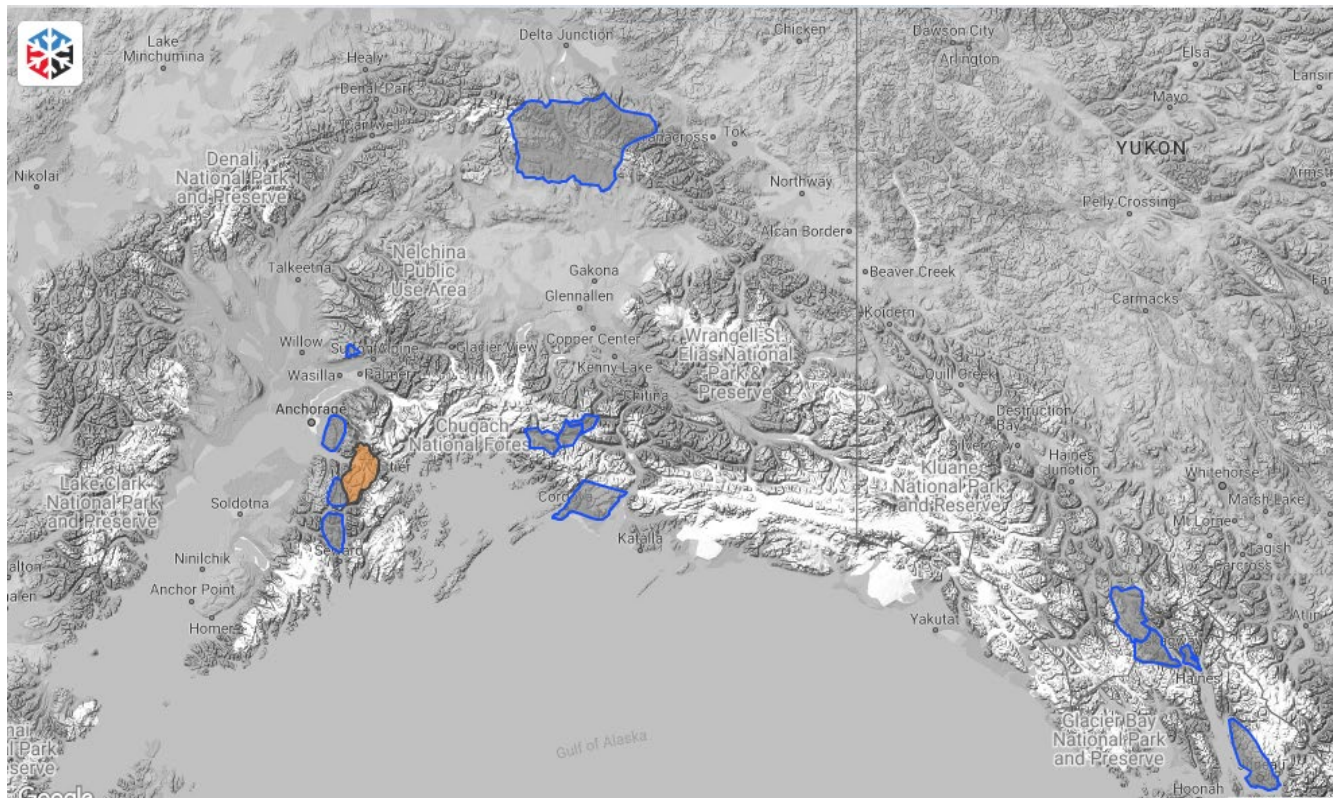 Lake
Minchumina
Delta Junction
Chicken
Dawson City
Arlington
Elsa
Healy
Mayo
Denali Park
Cantwell
Tok
YUKON
Nikolai
Denali
National Park
and Preserve
Northway
Pelly Crossing
Alcan Border
Nelchina
Public
Use Area
Talkeetna
Gakona
Beaver Creek
Glennallen
Carmacks
Koidern
Willow
Alpine
Glacier View
Copper Center
Wrangell-St.
Elias National
Park &
Preserve
Wasilla
Palmer
Kenny Lake
Quill Creek
Chitina
Anchorage
Destruction
Bay
Chugach
National Forest
Silver
Haines
Junction
Kluane
National Park
and Reserve
Whitehorse
Lake Clark
National Park
and Preserve
Marsh Lake
Soldotna
Mt Lorne
Katalla
Seward
Tagish
Carcross
Ninilchik
Anchor Point
Homer
Yakutat
Haines
Glacier Bay
National Park
and Preserve
Gulf of Alaska
Hoonah
Google